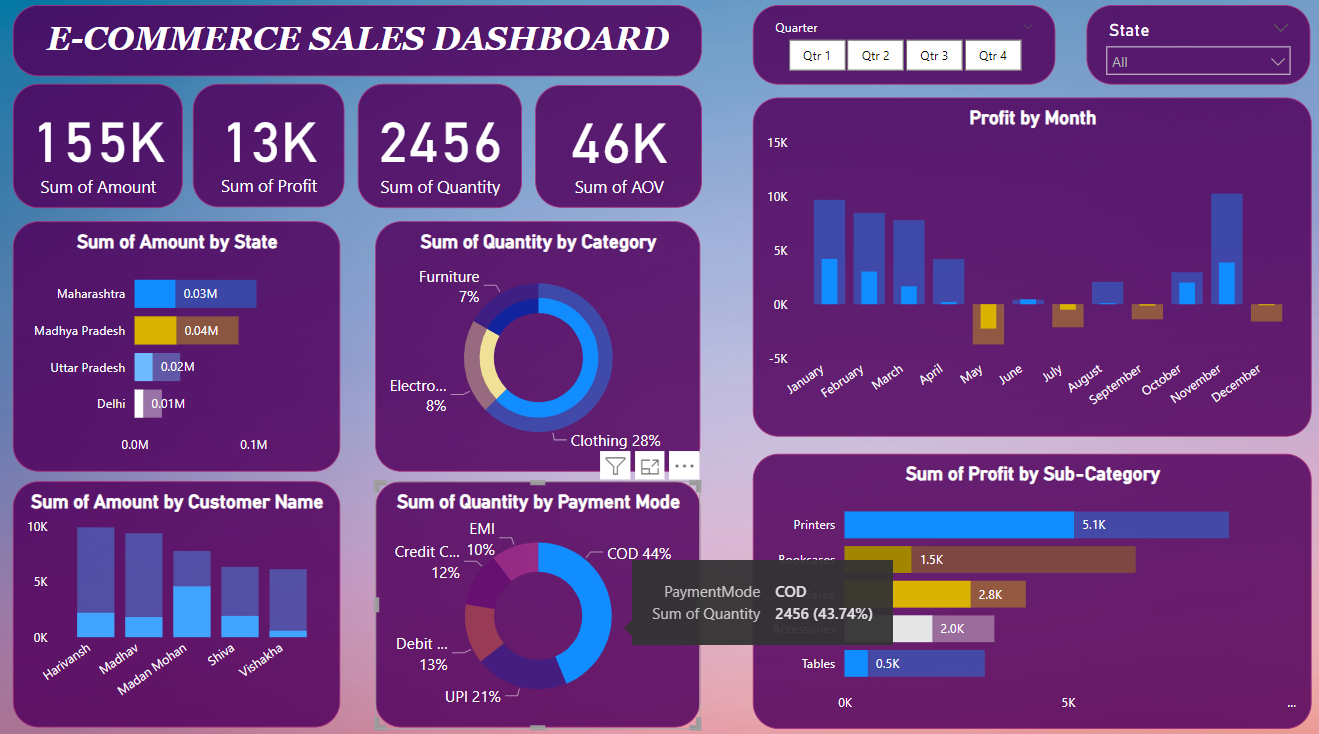 E-COMMERCE SALES DASHBOARD
Quarter
Qtr 1
Qtr 2
Qtr 3
Qtr 4
State
All
155K
Sum of Amount
13K
Sum of Profit
2456
Sum of Quantity
46K
Sum of AOV
Profit by Month
15K
10K
5K
0K
-5K
January
February
March
April
May
June
July
August
September
October
November
December
Sum of Amount by State
Maharashtra
0.03M
Madhya Pradesh
0.04M
Uttar Pradesh
0.02M
Delhi
0.01M
0.0M
0.1M
Sum of Quantity by Category
Furniture
7%
Electro...
8%
Clothing 28%
Sum of Amount by Customer Name
10K
5K
0K
Harivansh
Madhav
Madan Mohan
Shiva
Vishakha
Sum of Quantity by Payment Mode
EMI
10%
Credit C...
12%
Debit ...
13%
UPI 21%
COD 44%
PaymentMode COD
Sum of Quantity 2456 (43.74%)
Sum of Profit by Sub-Category
Printers
5.1K
Bookcases
1.5K
2.8K
Accessories
2.0K
Tables
0.5K
0K
5K
...